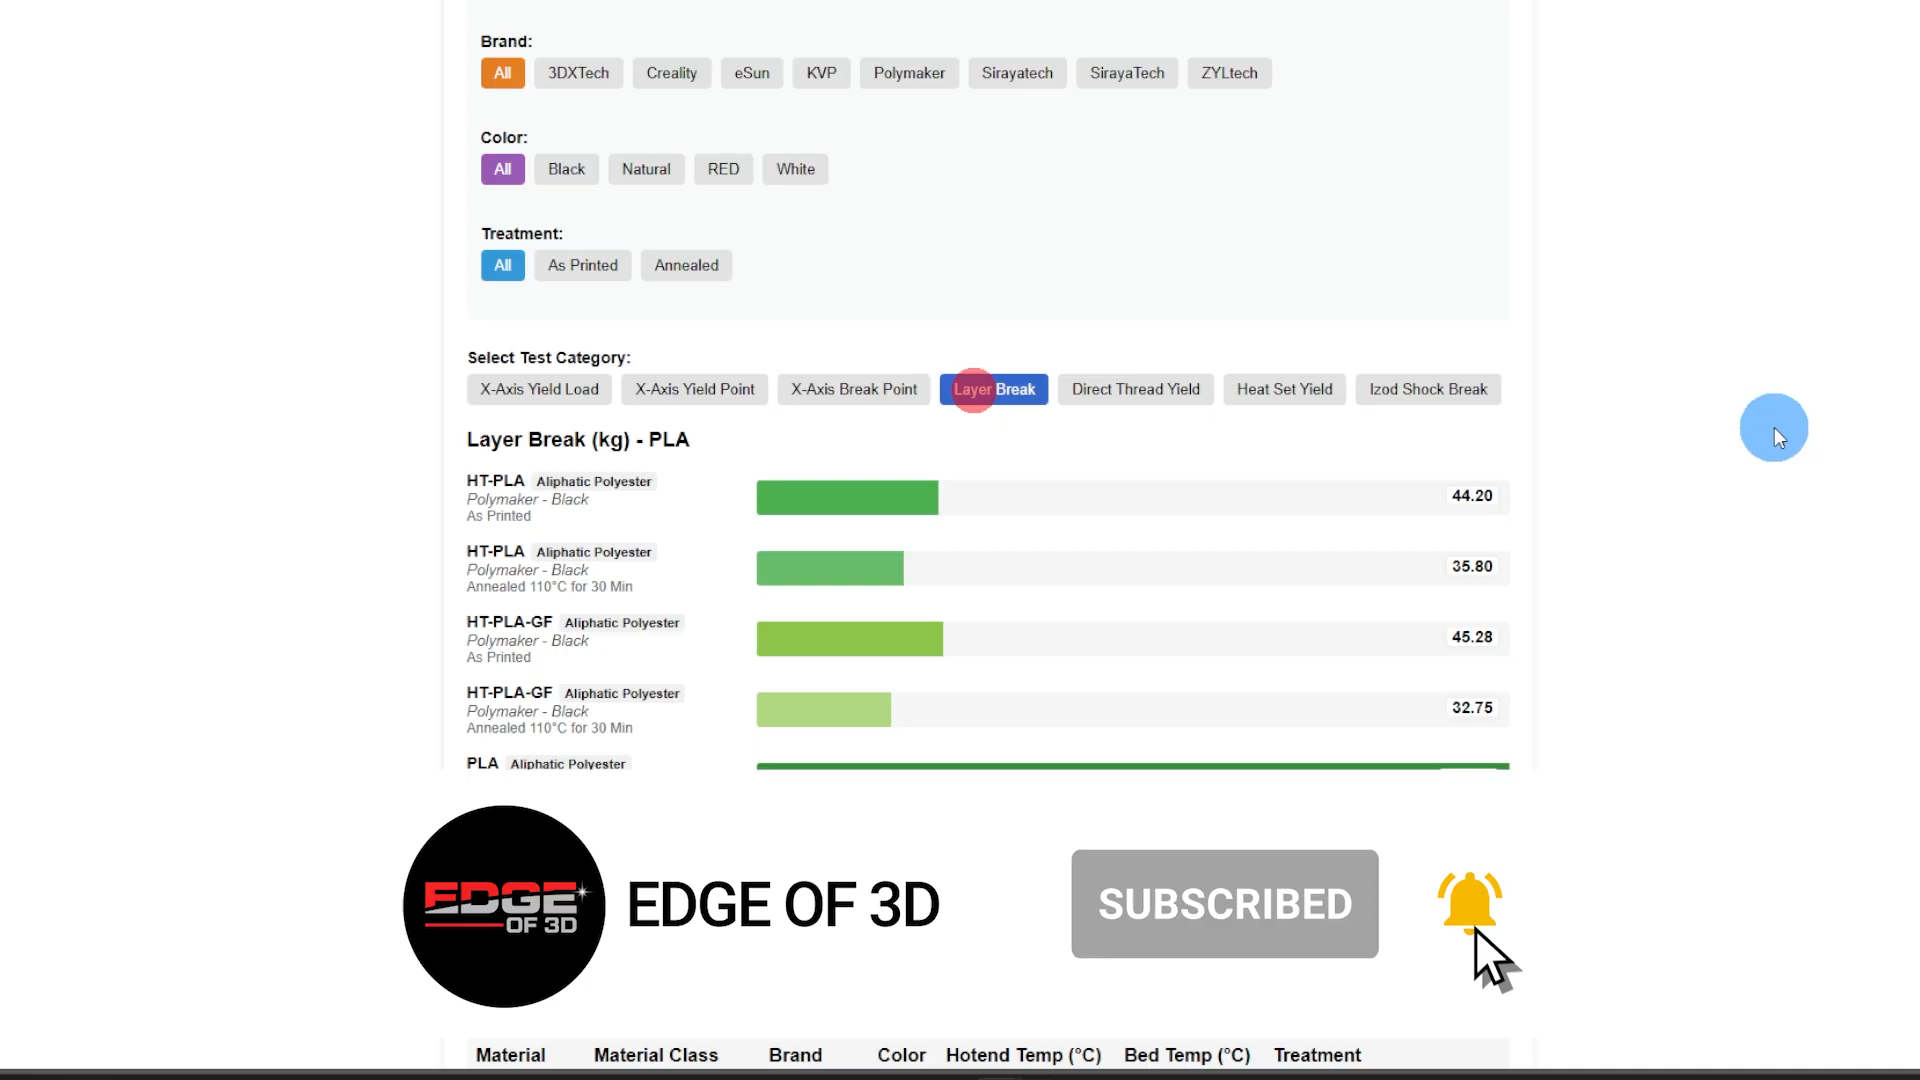 Brand:
All 3DXTech Creality eSun KVP Polymaker Sirayatech SirayaTech ZYLtech
Color:
All Black Natural RED White
Treatment:
All As Printed Annealed
Select Test Category:
X-Axis Yield Load X-Axis Yield Point X-Axis Break Point Layer Break Direct Thread Yield Heat Set Yield Izod Shock Break
Layer Break (kg) - PLA
HT-PLA Aliphatic Polyester
Polymaker - Black
As Printed
44.20
HT-PLA Aliphatic Polyester
Polymaker - Black
Annealed 110°C for 30 Min
35.80
HT-PLA-GF Aliphatic Polyester
Polymaker - Black
As Printed
45.28
HT-PLA-GF Aliphatic Polyester
Polymaker - Black
Annealed 110°C for 30 Min
32.75
PLA Aliphatic Polyester
EDGE
OF 3D
EDGE OF 3D
SUBSCRIBED
Material Material Class Brand Color Hotend Temp (°C) Bed Temp (°C) Treatment